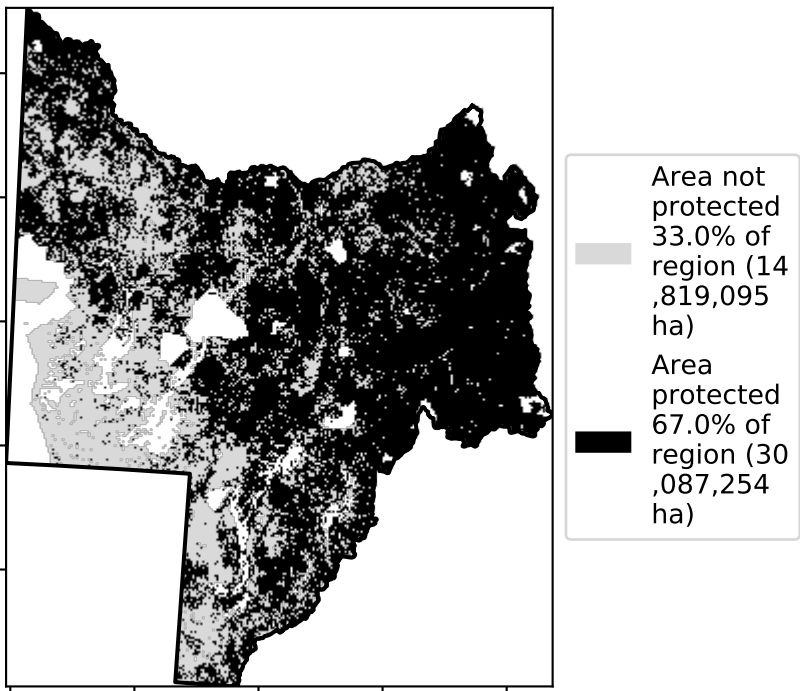 Area not
protected
33.0% of
region (14
,819,095
ha)
Area
protected
67.0% of
region (30
,087,254
ha)